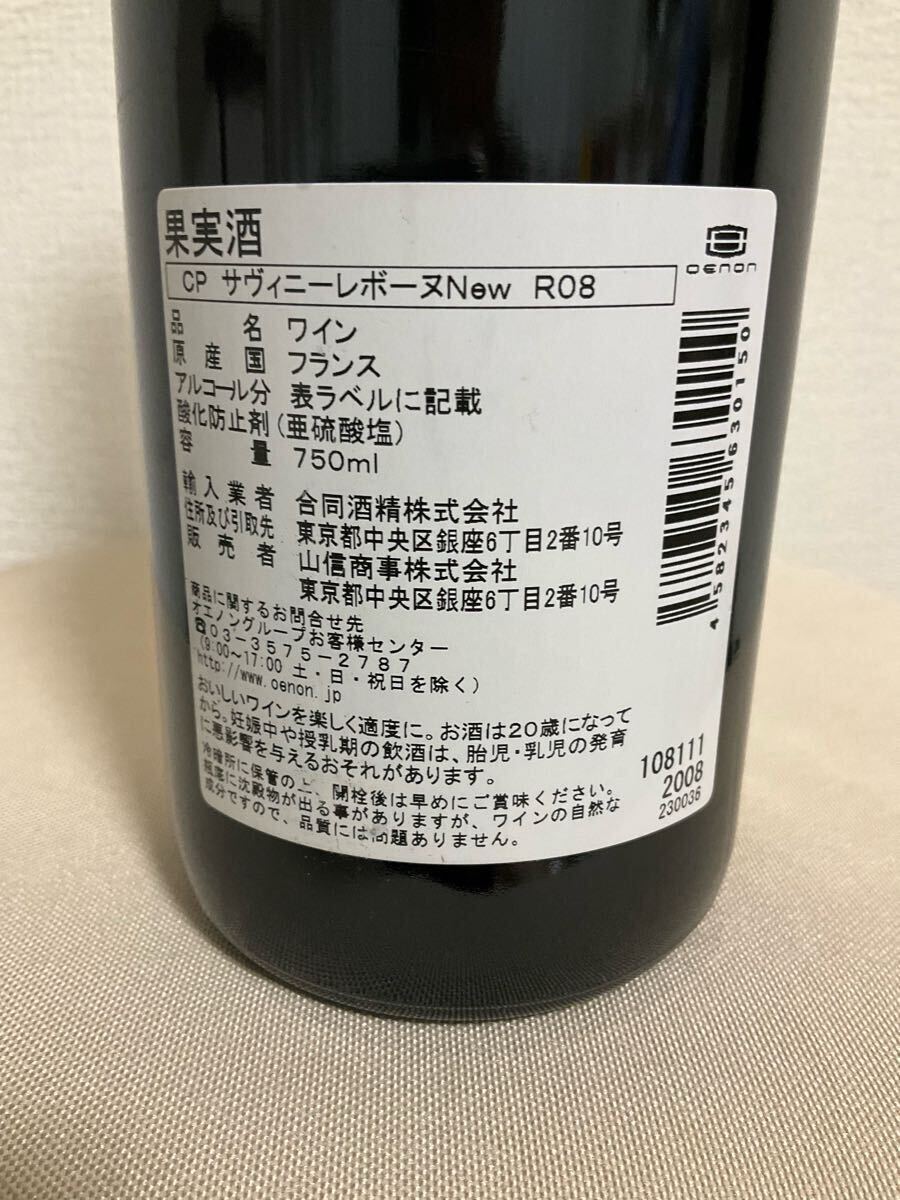 果実酒
OENON
CP サヴィニーレボーヌNew R08
品名 ワイン
原産国 フランス
アルコール分 表ラベルに記載
酸化防止剤(亜硫酸塩)
容量 750ml
輸入業者 合同酒精株式会社
住所及び引取先 東京都中央区銀座6丁目2番10号
販売者 山信商事株式会社
東京都中央区銀座6丁目2番10号
商品に関するお問合せ先
オエノングループお客様センター
☎03-3575-2787
(9:00~17:00 土・日・祝日を除く)
http://www.oenon.jp
おいしいワインを楽しく適度に。お酒は20歳になって
から。妊娠中や授乳期の飲酒は、胎児・乳児の発育
に悪影響を与えるおそれがあります。
冷暗所に保管の上、開栓後は早めにご賞味ください。
瓶底に沈殿物が出る事がありますが、ワインの自然な
成分ですので、品質には問題ありません。
4582345630150
108111
2008
230036